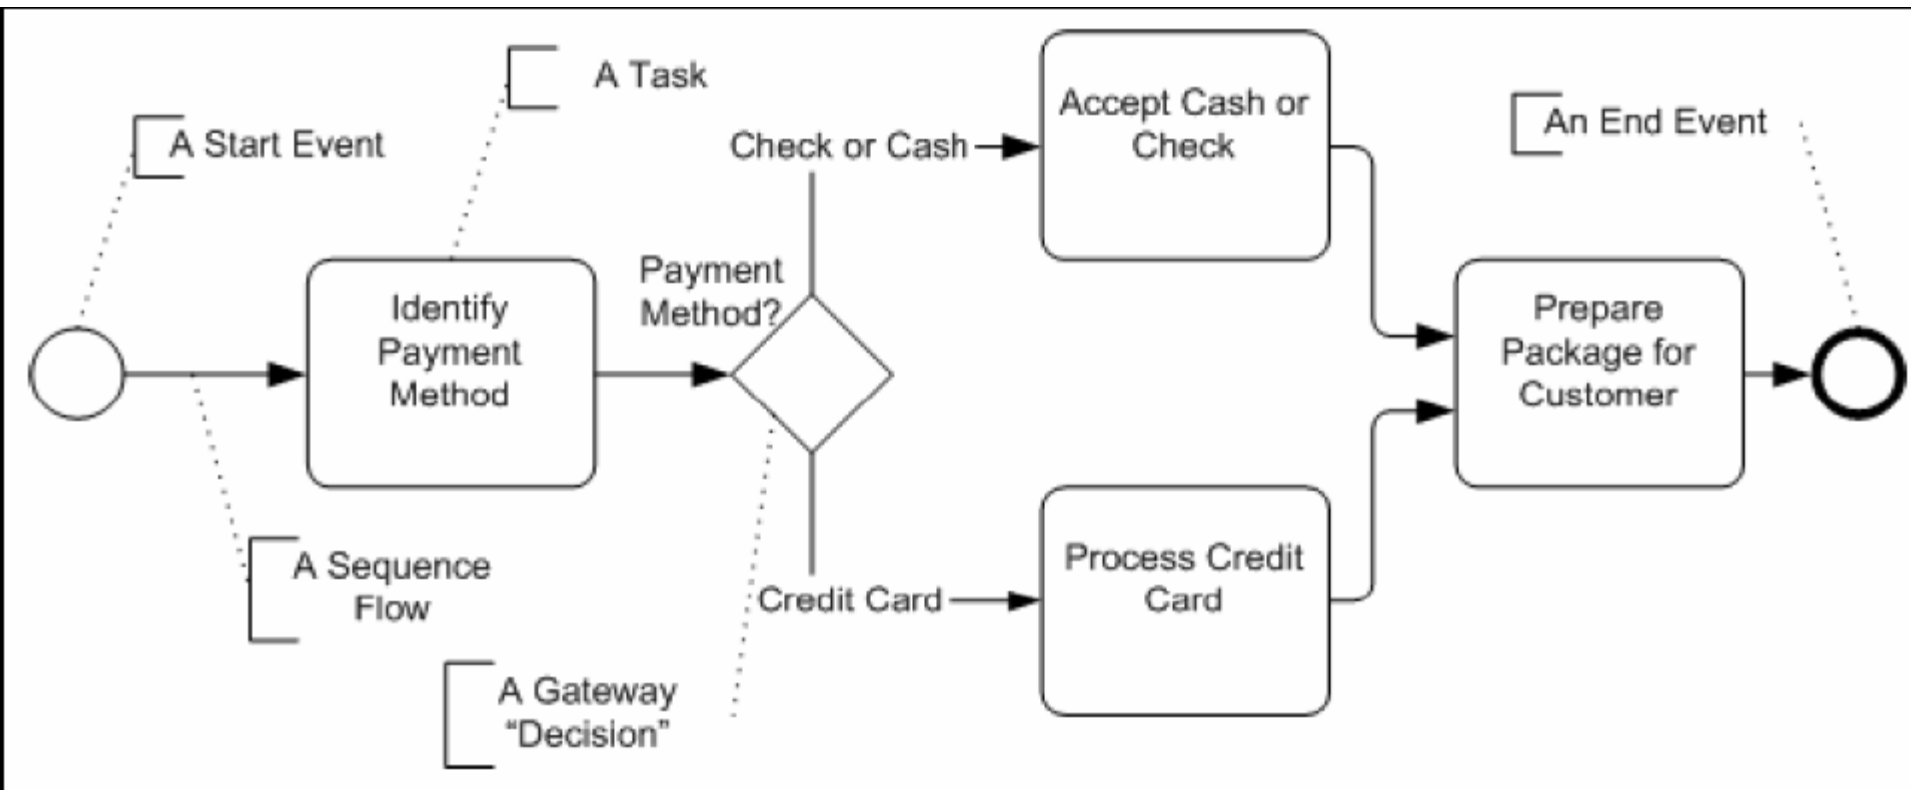 A Task
A Start Event
Check or Cash
Accept Cash or
Check
An End Event
Identify
Payment
Method
Payment
Method?
Prepare
Package for
Customer
A Sequence
Flow
Credit Card
Process Credit
Card
A Gateway
“Decision”